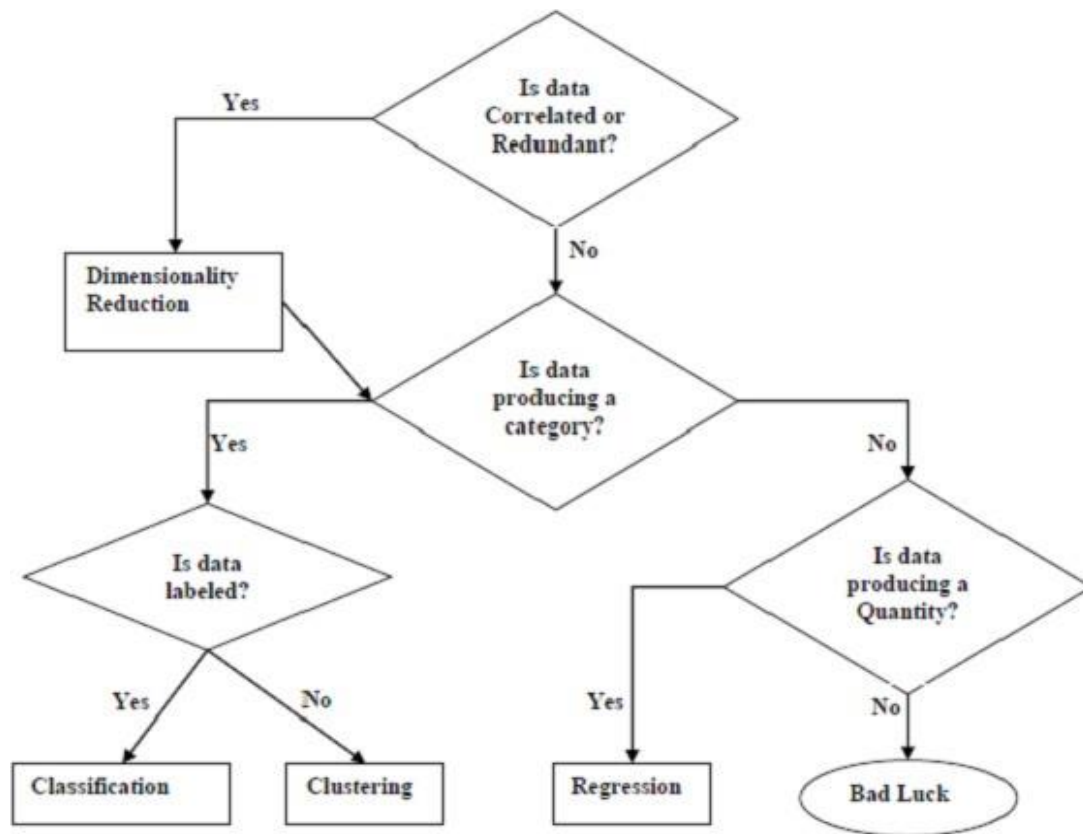 Is data
Correlated or
Redundant?
Yes
No
Dimensionality
Reduction
Is data
producing a
category?
Yes
No
Is data
labeled?
Is data
producing a
Quantity?
Yes
No
Yes
No
Classification
Clustering
Regression
Bad Luck